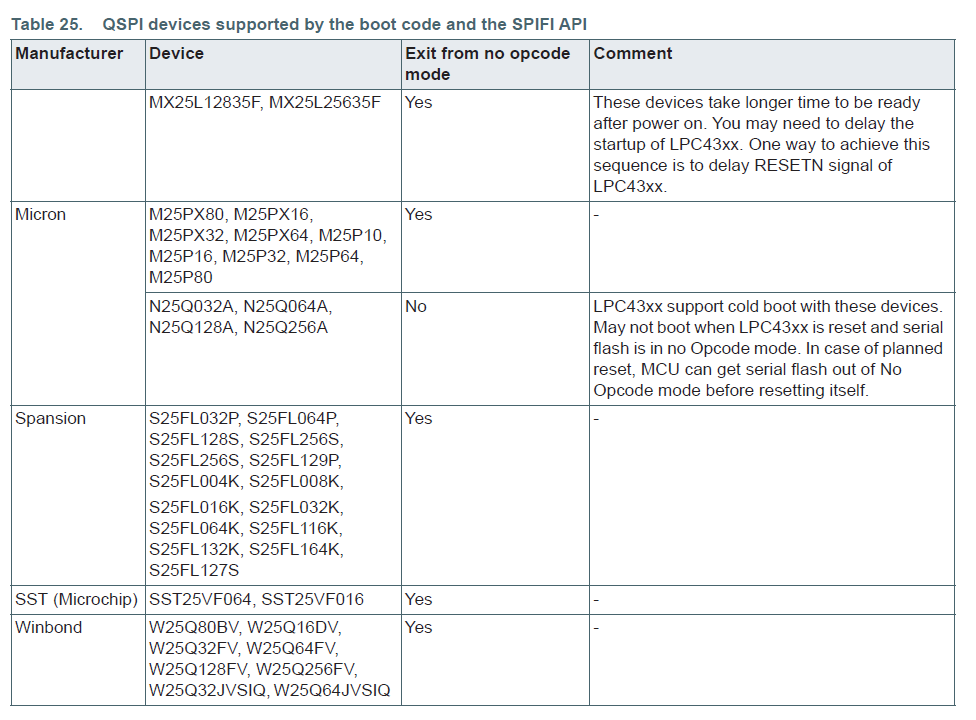 Table 25. QSPI devices supported by the boot code and the SPIFI API
Manufacturer Device Exit from no opcode mode Comment
MX25L12835F, MX25L25635F Yes These devices take longer time to be ready
after power on. You may need to delay the
startup of LPC43xx. One way to achieve this
sequence is to delay RESETN signal of
LPC43xx.
Micron M25PX80, M25PX16, Yes -
M25PX32, M25PX64, M25P10,
M25P16, M25P32, M25P64,
M25P80
N25Q032A, N25Q064A, No LPC43xx support cold boot with these devices.
N25Q128A, N25Q256A May not boot when LPC43xx is reset and serial
flash is in no Opcode mode. In case of planned
reset, MCU can get serial flash out of No
Opcode mode before resetting itself.
Spansion S25FL032P, S25FL064P, Yes -
S25FL128S, S25FL256S,
S25FL256S, S25FL129P,
S25FL004K, S25FL008K,
S25FL016K, S25FL032K,
S25FL064K, S25FL116K,
S25FL132K, S25FL164K,
S25FL127S
SST (Microchip) SST25VF064, SST25VF016 Yes -
Winbond W25Q80BV, W25Q16DV, Yes -
W25Q32FV, W25Q64FV,
W25Q128FV, W25Q256FV,
W25Q32JVSIQ, W25Q64JVSIQ